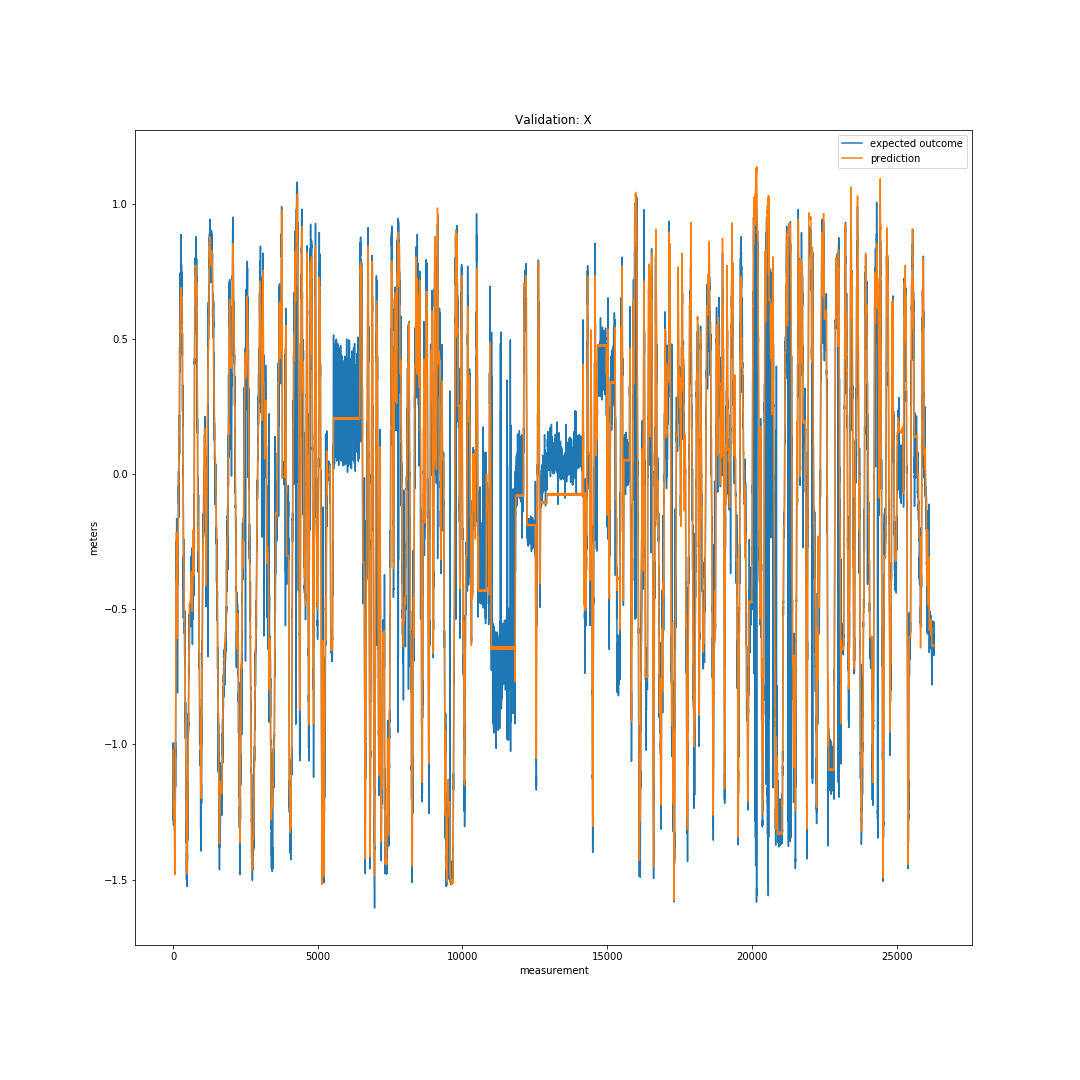 Validation: X
expected outcome
prediction
meters
1.0
0.5
0.0
−0.5
−1.0
−1.5
0 5000 10000 15000 20000 25000
measurement